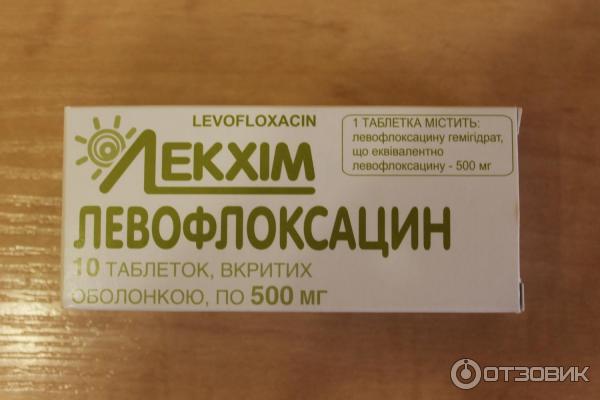 LEVOFLOXACIN
ЛЕКХІМ
1 ТАБЛЕТКА МІСТИТЬ:
левофлоксацину гемігідрат,
що еквівалентно
левофлоксацину - 500 мг
ЛЕВОФЛОКСАЦИН
10 ТАБЛЕТОК, ВКРИТИХ
ОБОЛОНКОЮ, ПО 500 МГ
ОТЗОВИК